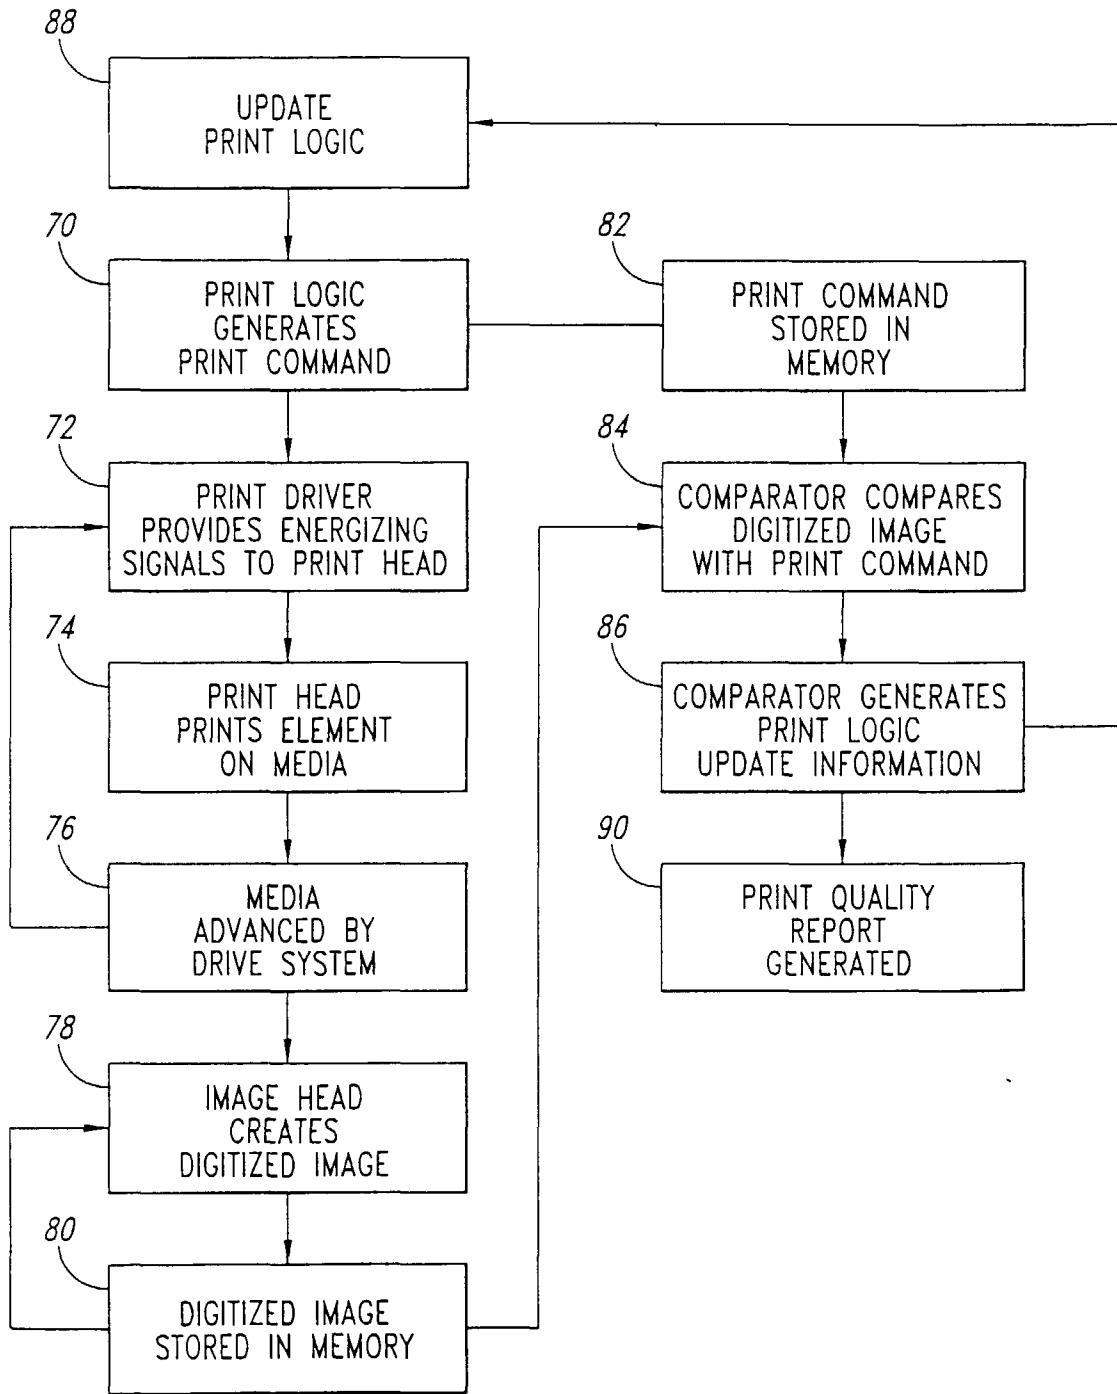 88
UPDATE
PRINT LOGIC
70
PRINT LOGIC
GENERATES
PRINT COMMAND
82
PRINT COMMAND
STORED IN
MEMORY
72
PRINT DRIVER
PROVIDES ENERGIZING
SIGNALS TO PRINT HEAD
84
COMPARATOR COMPARES
DIGITIZED IMAGE
WITH PRINT COMMAND
74
PRINT HEAD
PRINTS ELEMENT
ON MEDIA
86
COMPARATOR GENERATES
PRINT LOGIC
UPDATE INFORMATION
76
MEDIA
ADVANCED BY
DRIVE SYSTEM
90
PRINT QUALITY
REPORT
GENERATED
78
IMAGE HEAD
CREATES
DIGITIZED IMAGE
80
DIGITIZED IMAGE
STORED IN MEMORY